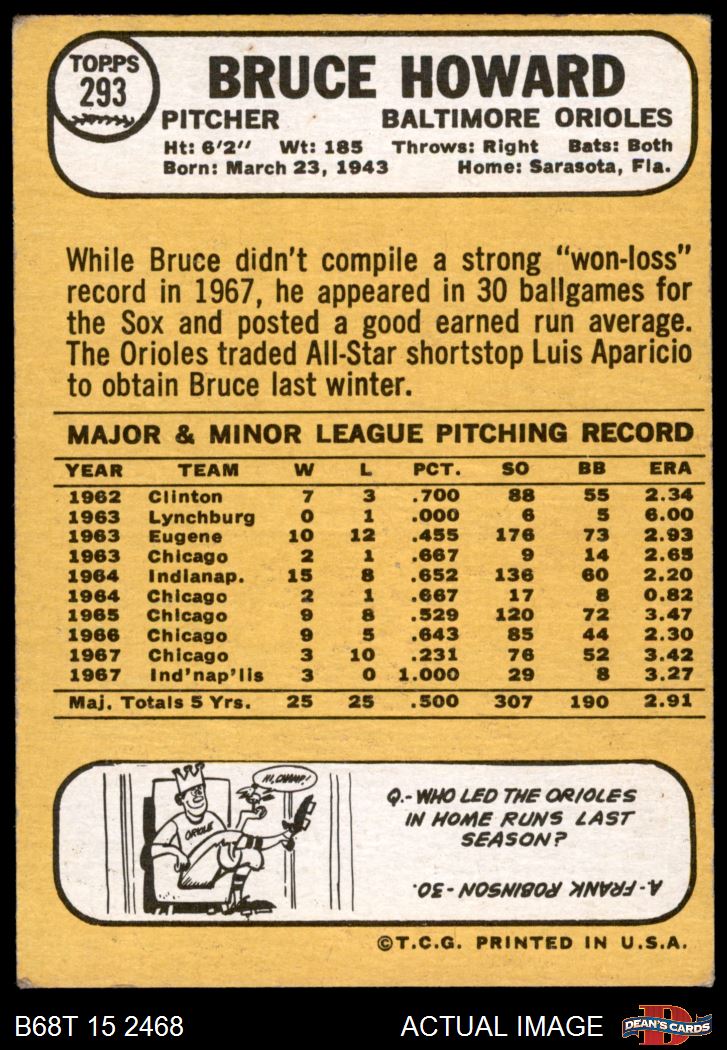 TOPPS
293
BRUCE HOWARD
PITCHER BALTIMORE ORIOLES
Ht: 6'2" Wt: 185 Throws: Right Bats: Both
Born: March 23, 1943 Home: Sarasota, Fla.
While Bruce didn't compile a strong "won-loss"
record in 1967, he appeared in 30 ballgames for
the Sox and posted a good earned run average.
The Orioles traded All-Star shortstop Luis Aparicio
to obtain Bruce last winter.
MAJOR & MINOR LEAGUE PITCHING RECORD
YEAR TEAM W L PCT. SO BB ERA
1962 Clinton 7 3 .700 88 55 2.34
1963 Lynchburg 0 1 .000 6 5 6.00
1963 Eugene 10 12 .455 176 73 2.93
1963 Chicago 2 1 .667 9 14 2.65
1964 Indianap. 15 8 .652 136 60 2.20
1964 Chicago 2 1 .667 17 8 0.82
1965 Chicago 9 8 .529 120 72 3.47
1966 Chicago 9 5 .643 85 44 2.30
1967 Chicago 3 10 .231 76 52 3.42
1967 Ind'nap'lis 3 0 1.000 29 8 3.27
Maj. Totals 5 Yrs. 25 25 .500 307 190 2.91
HI, CHAMP!
ORIOLE
Q.- WHO LED THE ORIOLES
IN HOME RUNS LAST
SEASON?
A.- FRANK ROBINSON - 30.
©T.C.G. PRINTED IN U.S.A.
B68T 15 2468 ACTUAL IMAGE
D
DEAN'S CARDS